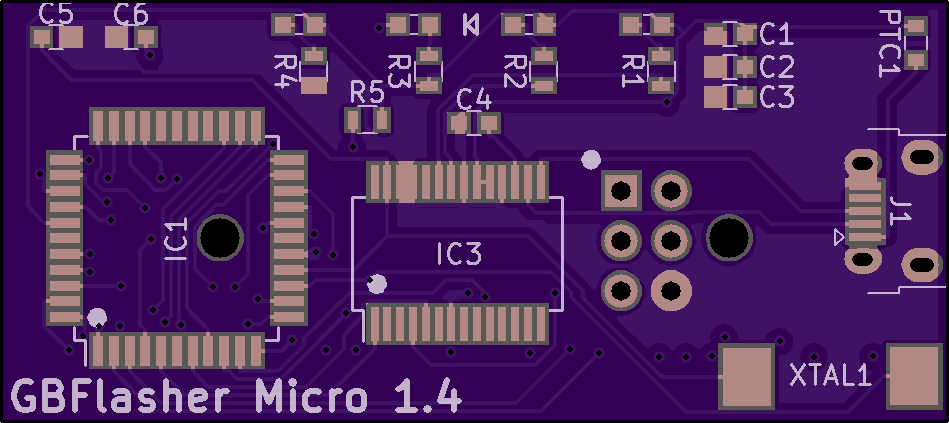 C5 C6
C1
C2
C3
PTC1
R4
R3
R2
R1
R5
C4
IC1
IC3
J1
XTAL1
GBFlasher Micro 1.4